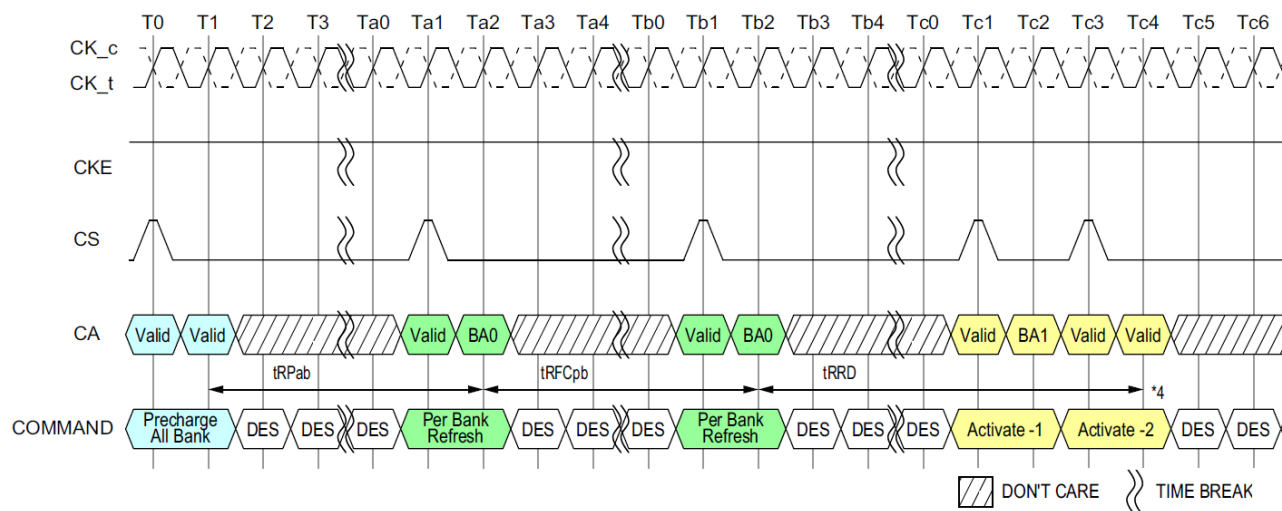 T0 T1 T2 T3 Ta0 Ta1 Ta2 Ta3 Ta4 Tb0 Tb1 Tb2 Tb3 Tb4 Tc0 Tc1 Tc2 Tc3 Tc4 Tc5 Tc6
CK_c
CK_t
CKE
CS
CA Valid Valid Valid BA0 Valid BA0 Valid BA1 Valid Valid
tRPab tRFCpb tRRD *4
COMMAND Precharge All Bank DES DES DES Per Bank Refresh DES DES DES Per Bank Refresh DES DES DES Activate -1 Activate -2 DES DES
DON'T CARE TIME BREAK